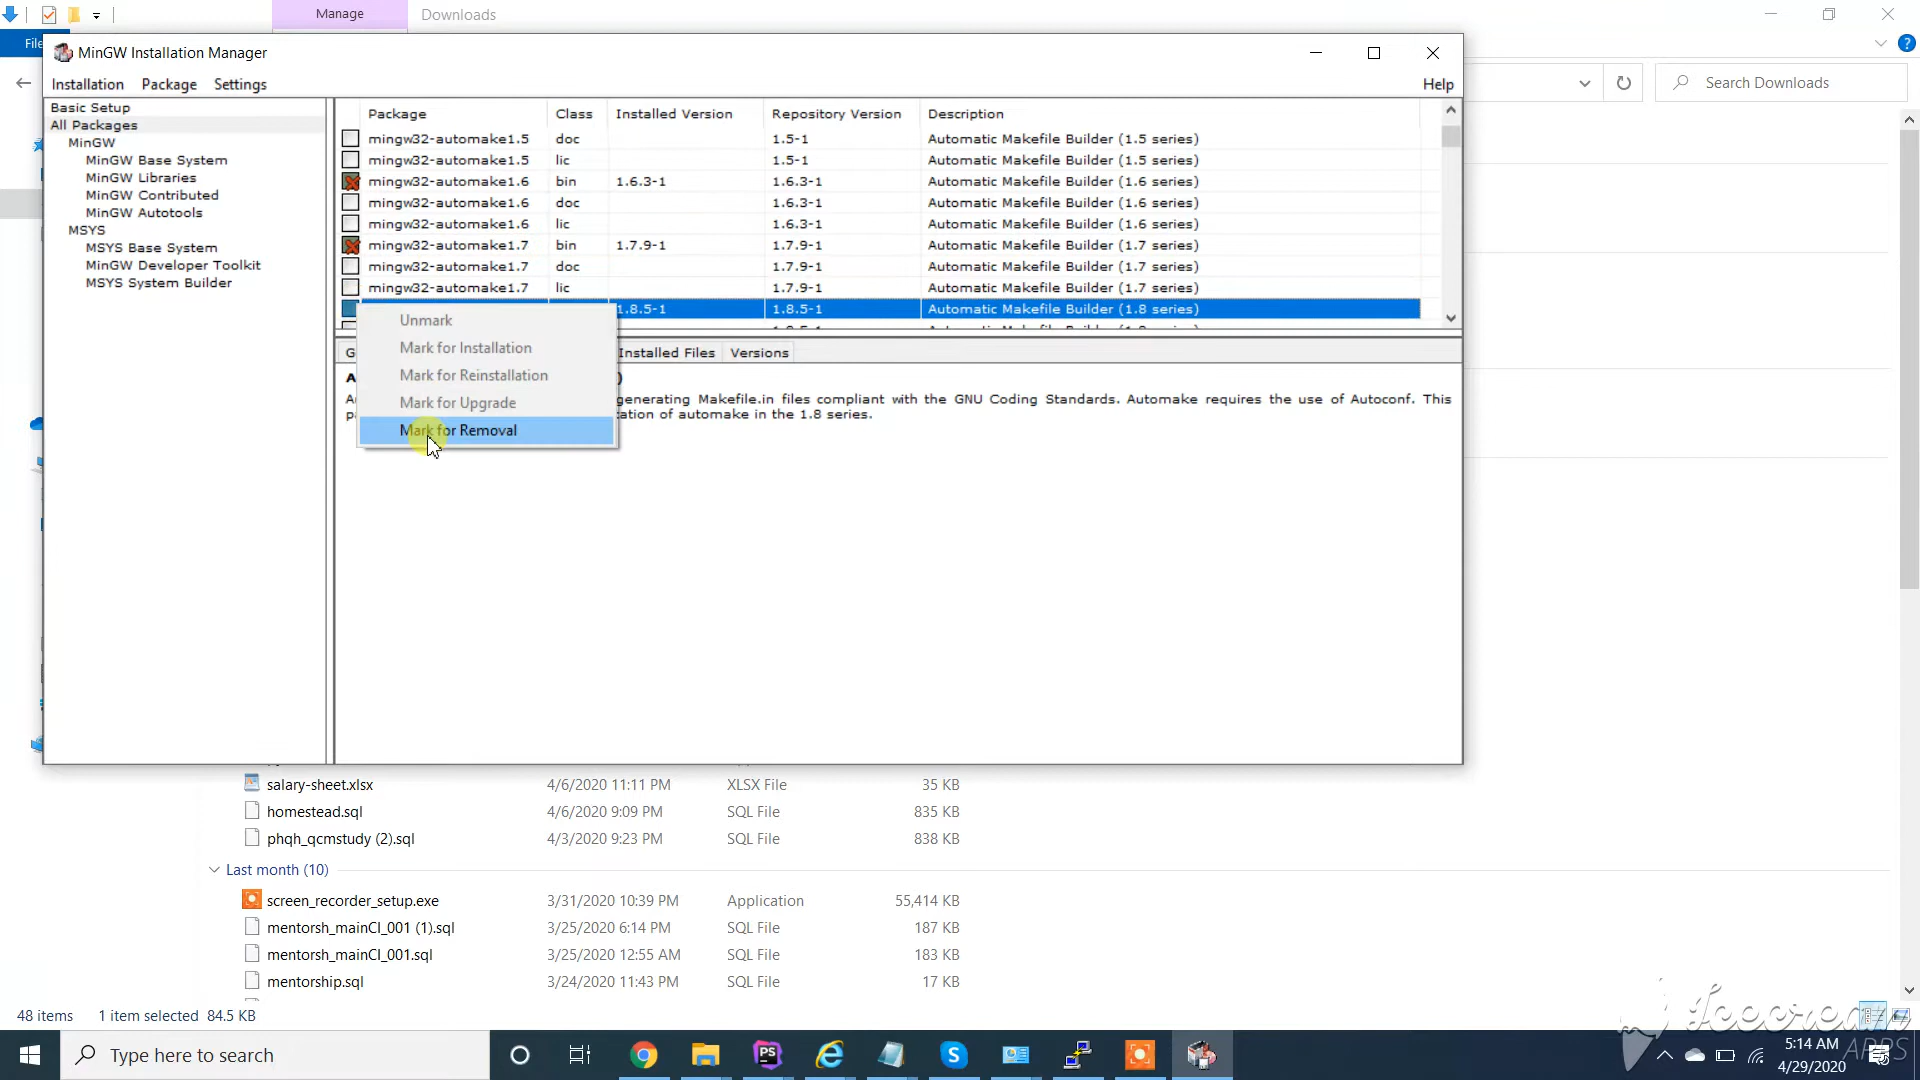 Manage
Downloads
File
MinGW Installation Manager
Installation Package Settings
Help
Search Downloads
Basic Setup
All Packages
MinGW
MinGW Base System
MinGW Libraries
MinGW Contributed
MinGW Autotools
MSYS
MSYS Base System
MinGW Developer Toolkit
MSYS System Builder
Package Class Installed Version Repository Version Description
mingw32-automake1.5 doc 1.5-1 Automatic Makefile Builder (1.5 series)
mingw32-automake1.5 lic 1.5-1 Automatic Makefile Builder (1.5 series)
mingw32-automake1.6 bin 1.6.3-1 1.6.3-1 Automatic Makefile Builder (1.6 series)
mingw32-automake1.6 doc 1.6.3-1 Automatic Makefile Builder (1.6 series)
mingw32-automake1.6 lic 1.6.3-1 Automatic Makefile Builder (1.6 series)
mingw32-automake1.7 bin 1.7.9-1 1.7.9-1 Automatic Makefile Builder (1.7 series)
mingw32-automake1.7 doc 1.7.9-1 Automatic Makefile Builder (1.7 series)
mingw32-automake1.7 lic 1.7.9-1 Automatic Makefile Builder (1.7 series)
1.8.5-1 1.8.5-1 Automatic Makefile Builder (1.8 series)
Unmark
Mark for Installation
Mark for Reinstallation
Mark for Upgrade
Mark for Removal
G Installed Files Versions
A )
generating Makefile.in files compliant with the GNU Coding Standards. Automake requires the use of Autoconf. This
of automake in the 1.8 series.
salary-sheet.xlsx 4/6/2020 11:11 PM XLSX File 35 KB
homestead.sql 4/6/2020 9:09 PM SQL File 835 KB
phqh_qcmstudy (2).sql 4/3/2020 9:23 PM SQL File 838 KB
Last month (10)
screen_recorder_setup.exe 3/31/2020 10:39 PM Application 55,414 KB
mentorsh_mainCI_001 (1).sql 3/25/2020 6:14 PM SQL File 187 KB
mentorsh_mainCI_001.sql 3/25/2020 12:55 AM SQL File 183 KB
mentorship.sql 3/24/2020 11:43 PM SQL File 17 KB
48 items 1 item selected 84.5 KB
Icecream
APPS
Type here to search
PS
5:14 AM
4/29/2020